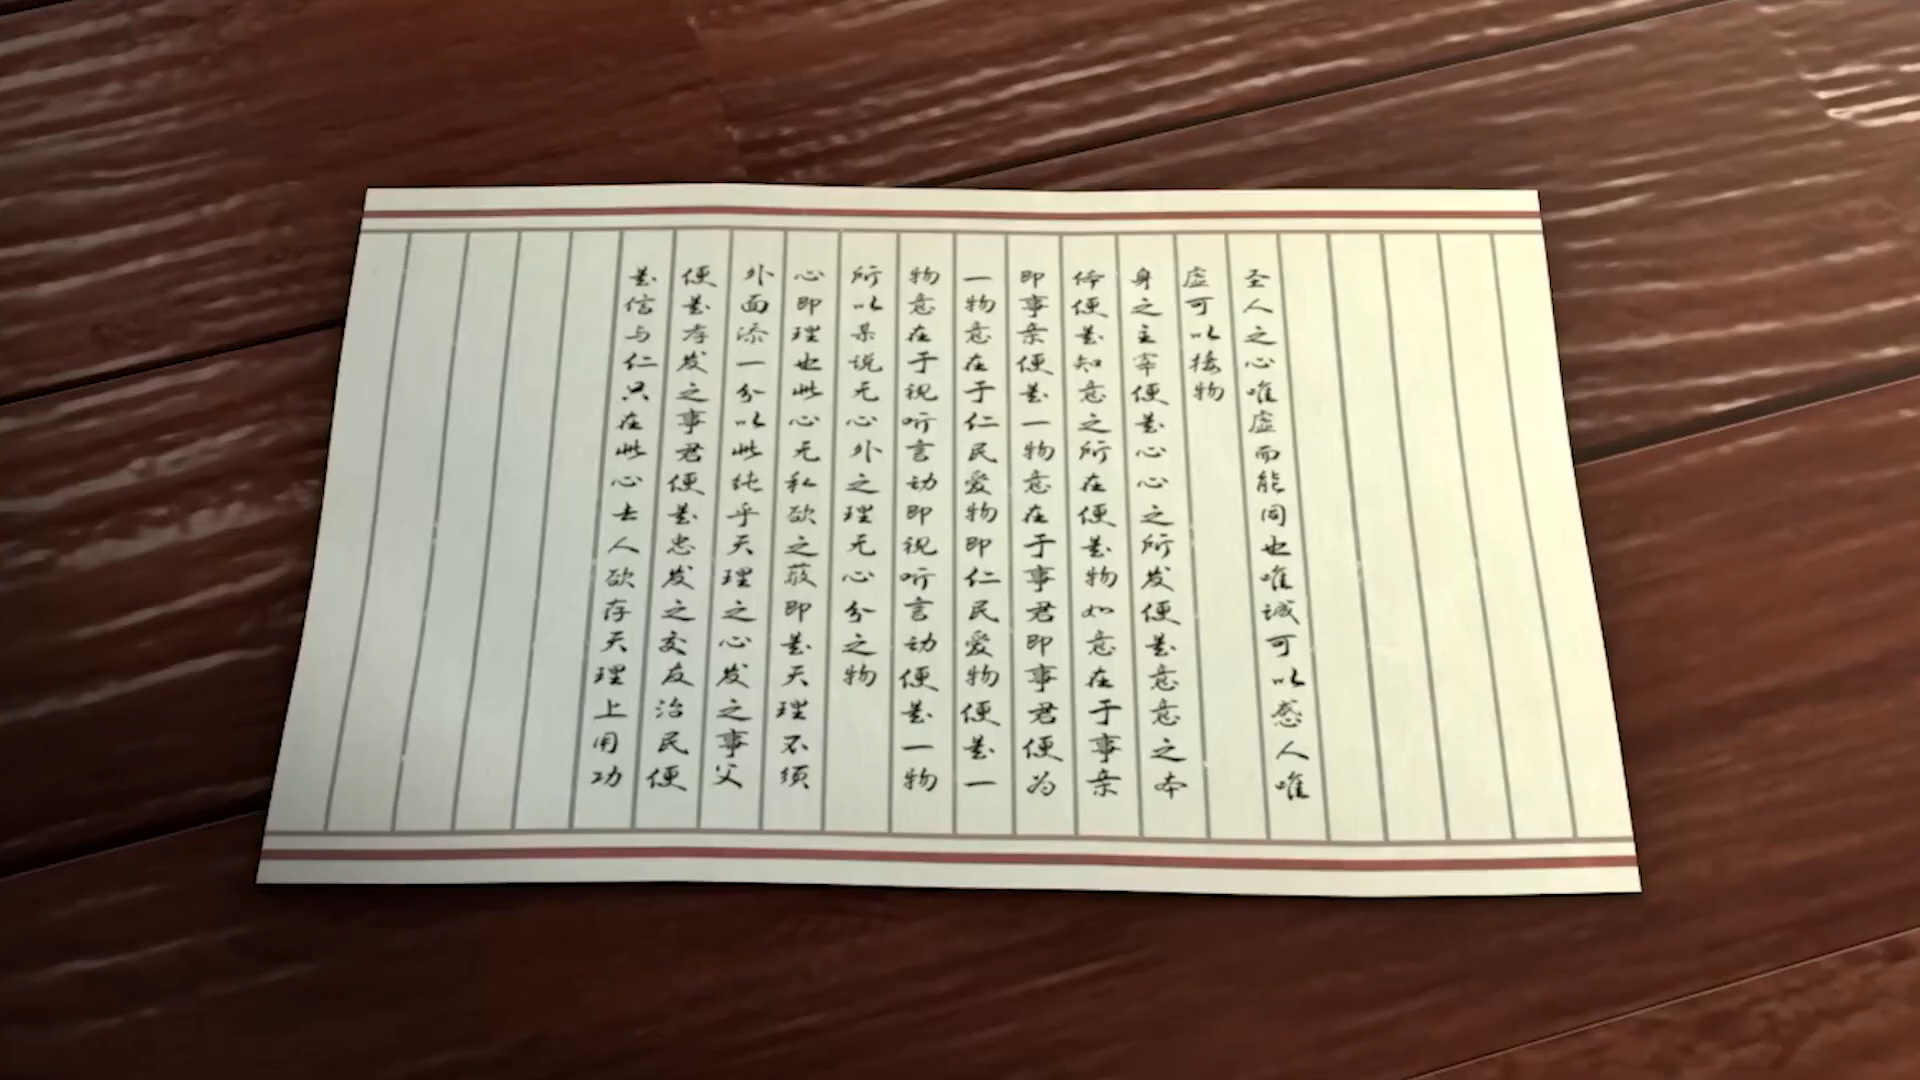 圣人之心唯虚而能同也唯诚可以感人唯
虚可以接物
身之主宰便是心心之所发便是意意之本
体便是知意之所在便是物如意在于事亲
即事亲便是一物意在于事君即事君便为
一物意在于仁民爱物即仁民爱物便是一
物意在于视听言动即视听言动便是一物
所以某说无心外之理无心分之物
心即理也此心无私欲之蔽即是天理不须
外面添一分以此纯乎天理之心发之事父
便是孝发之事君便是忠发之交友治民便
是信与仁只在此心去人欲存天理上用功